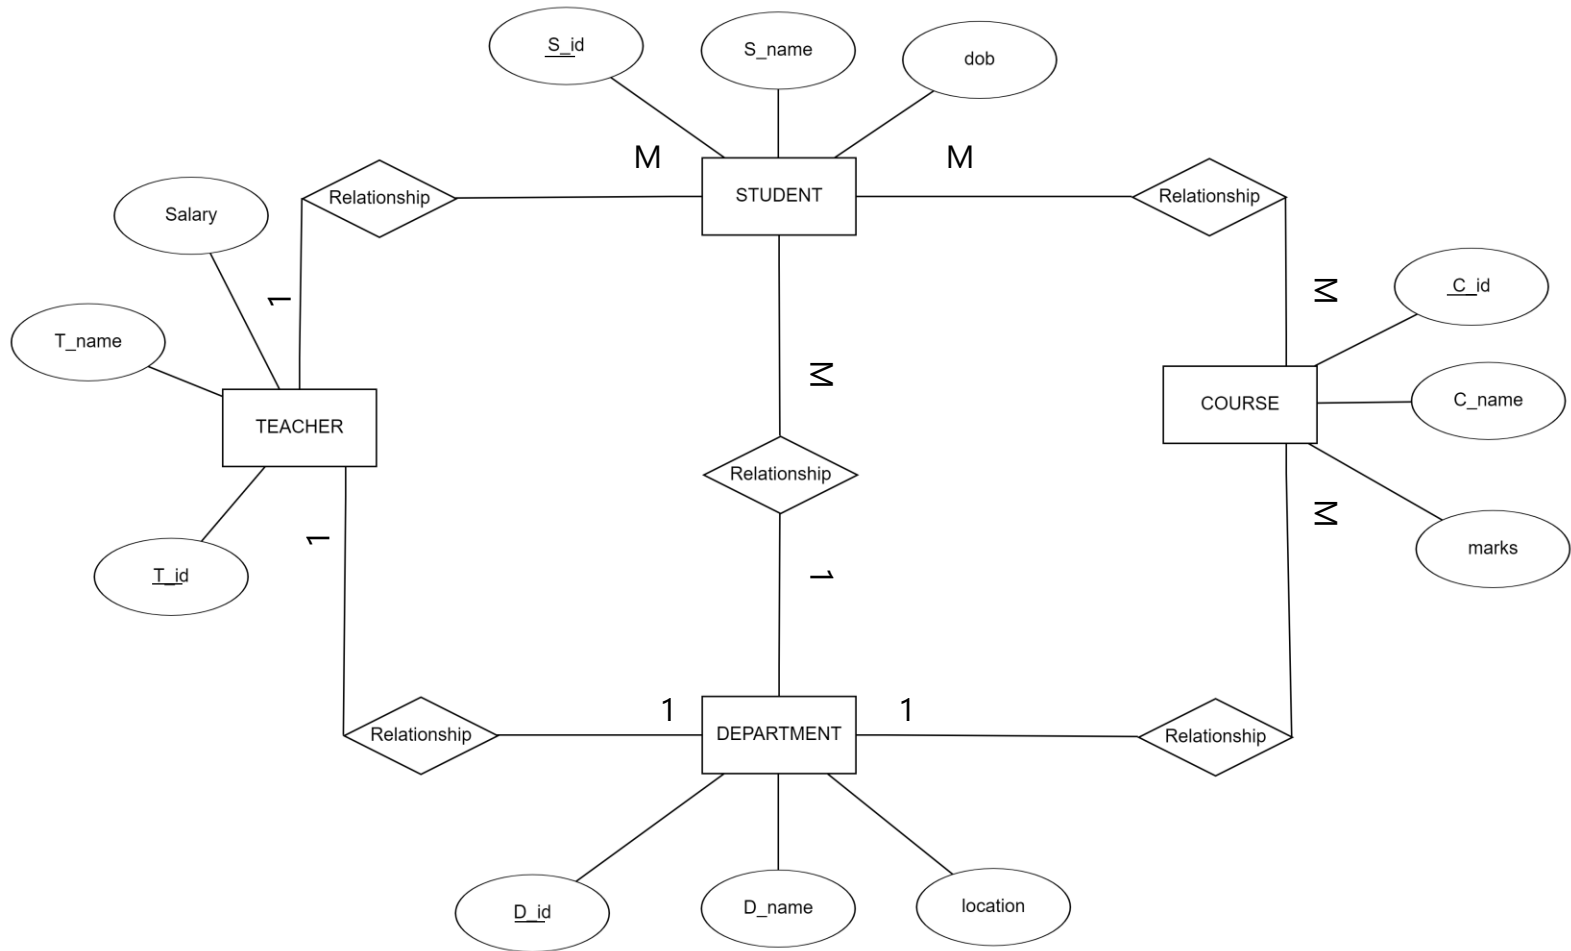 S_id
S_name
dob
M
M
Relationship
STUDENT
Relationship
Salary
1
M
C_id
T_name
M
C_name
COURSE
TEACHER
Relationship
M
1
marks
T_id
1
1
1
Relationship
DEPARTMENT
Relationship
D_id
D_name
location